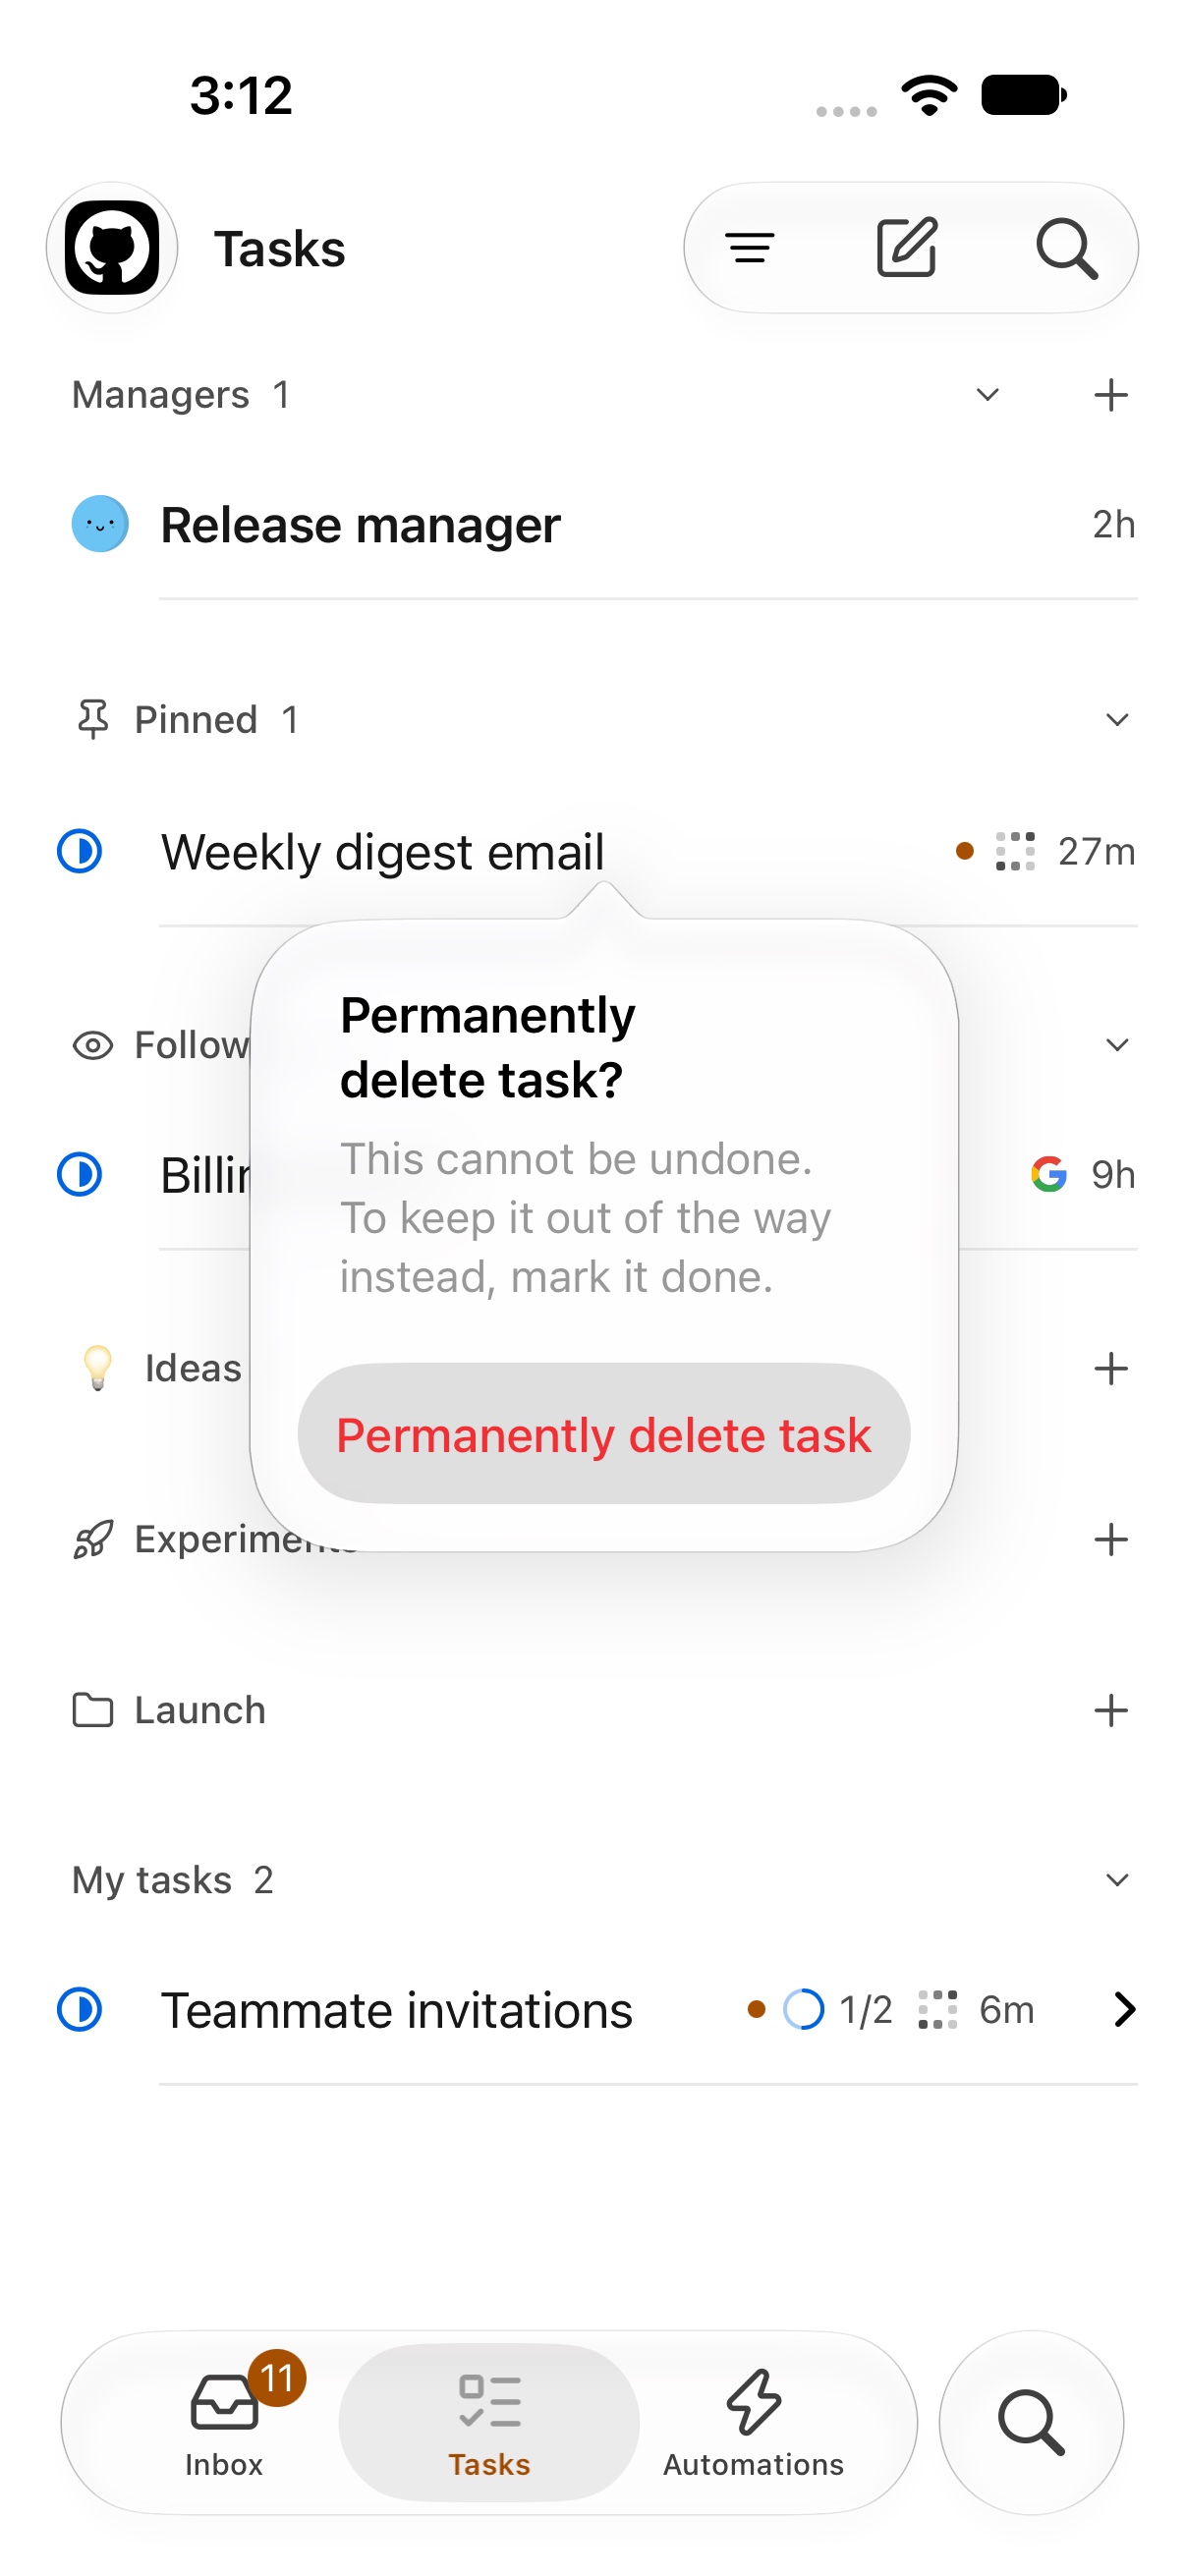 3:12
Tasks
Managers 1
Release manager 2h
Pinned 1
Weekly digest email 27m
Permanently
delete task?
This cannot be undone.
To keep it out of the way
instead, mark it done.
Permanently delete task
Follow
9h
Ideas
Launch
My tasks 2
Teammate invitations 1/2 6m
11
Inbox
Tasks
Automations